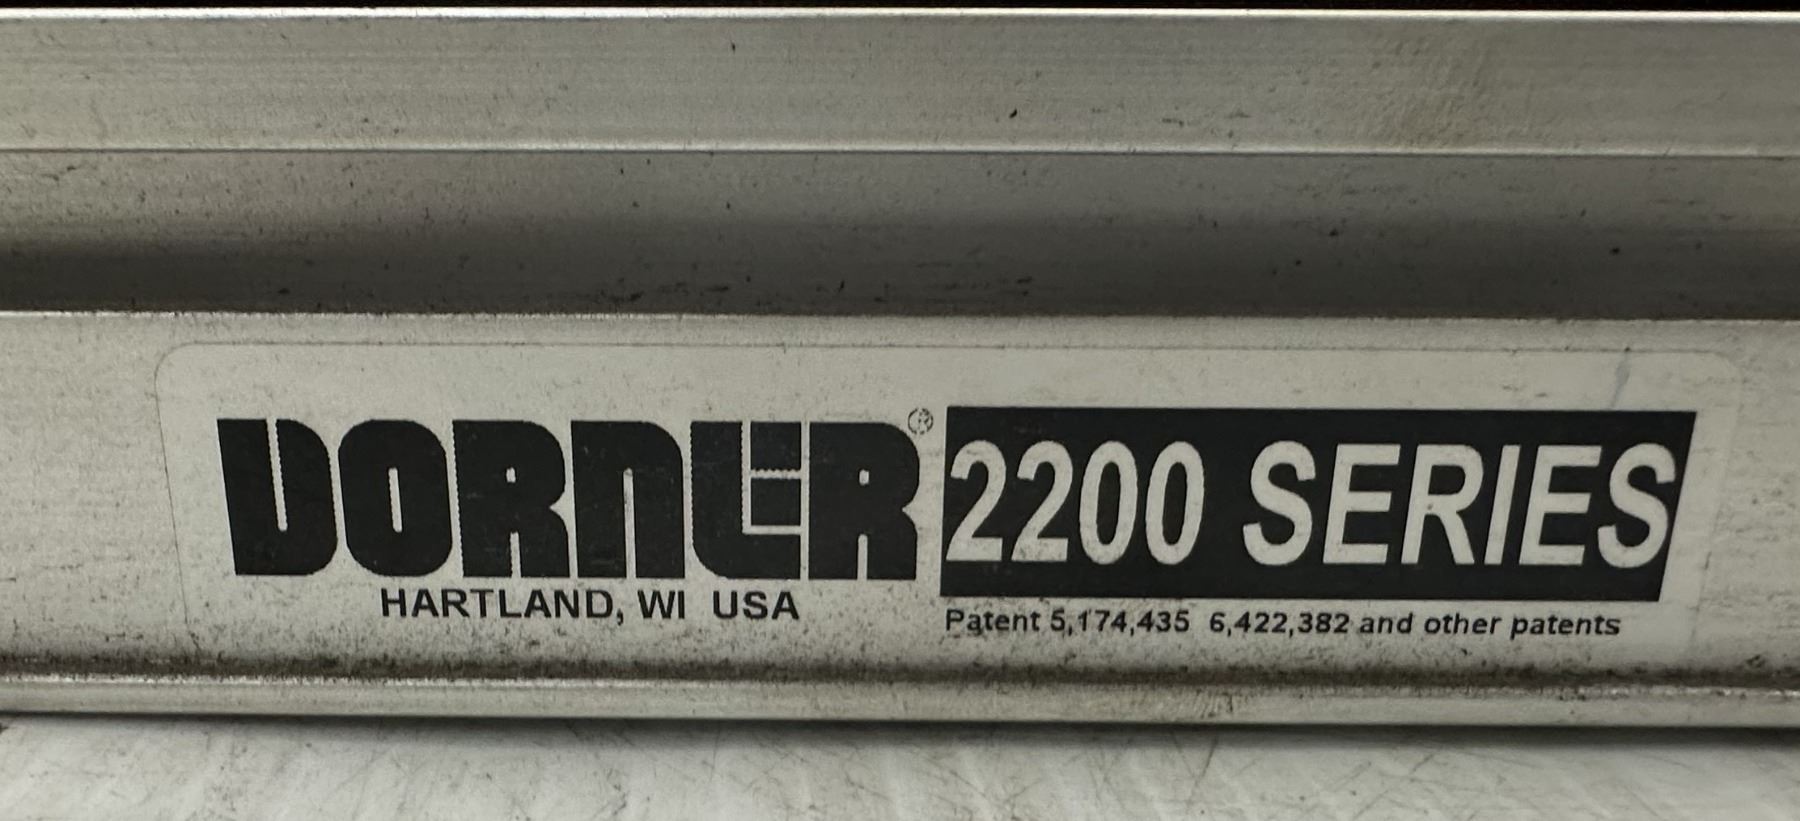 DORNER® 2200 SERIES
HARTLAND, WI USA
Patent 5,174,435 6,422,382 and other patents